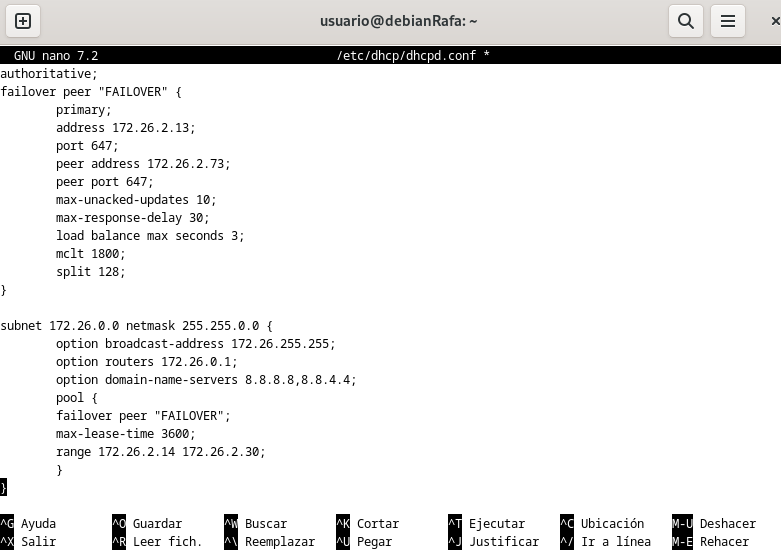 usuario@debianRafa: ~
GNU nano 7.2 /etc/dhcp/dhcpd.conf *
authoritative;
failover peer "FAILOVER" {
primary;
address 172.26.2.13;
port 647;
peer address 172.26.2.73;
peer port 647;
max-unacked-updates 10;
max-response-delay 30;
load balance max seconds 3;
mclt 1800;
split 128;
}
subnet 172.26.0.0 netmask 255.255.0.0 {
option broadcast-address 172.26.255.255;
option routers 172.26.0.1;
option domain-name-servers 8.8.8.8,8.8.4.4;
pool {
failover peer "FAILOVER";
max-lease-time 3600;
range 172.26.2.14 172.26.2.30;
}
}
^G Ayuda ^O Guardar ^W Buscar ^K Cortar ^T Ejecutar ^C Ubicación M-U Deshacer
^X Salir ^R Leer fich. ^\ Reemplazar ^U Pegar ^J Justificar ^/ Ir a línea M-E Rehacer